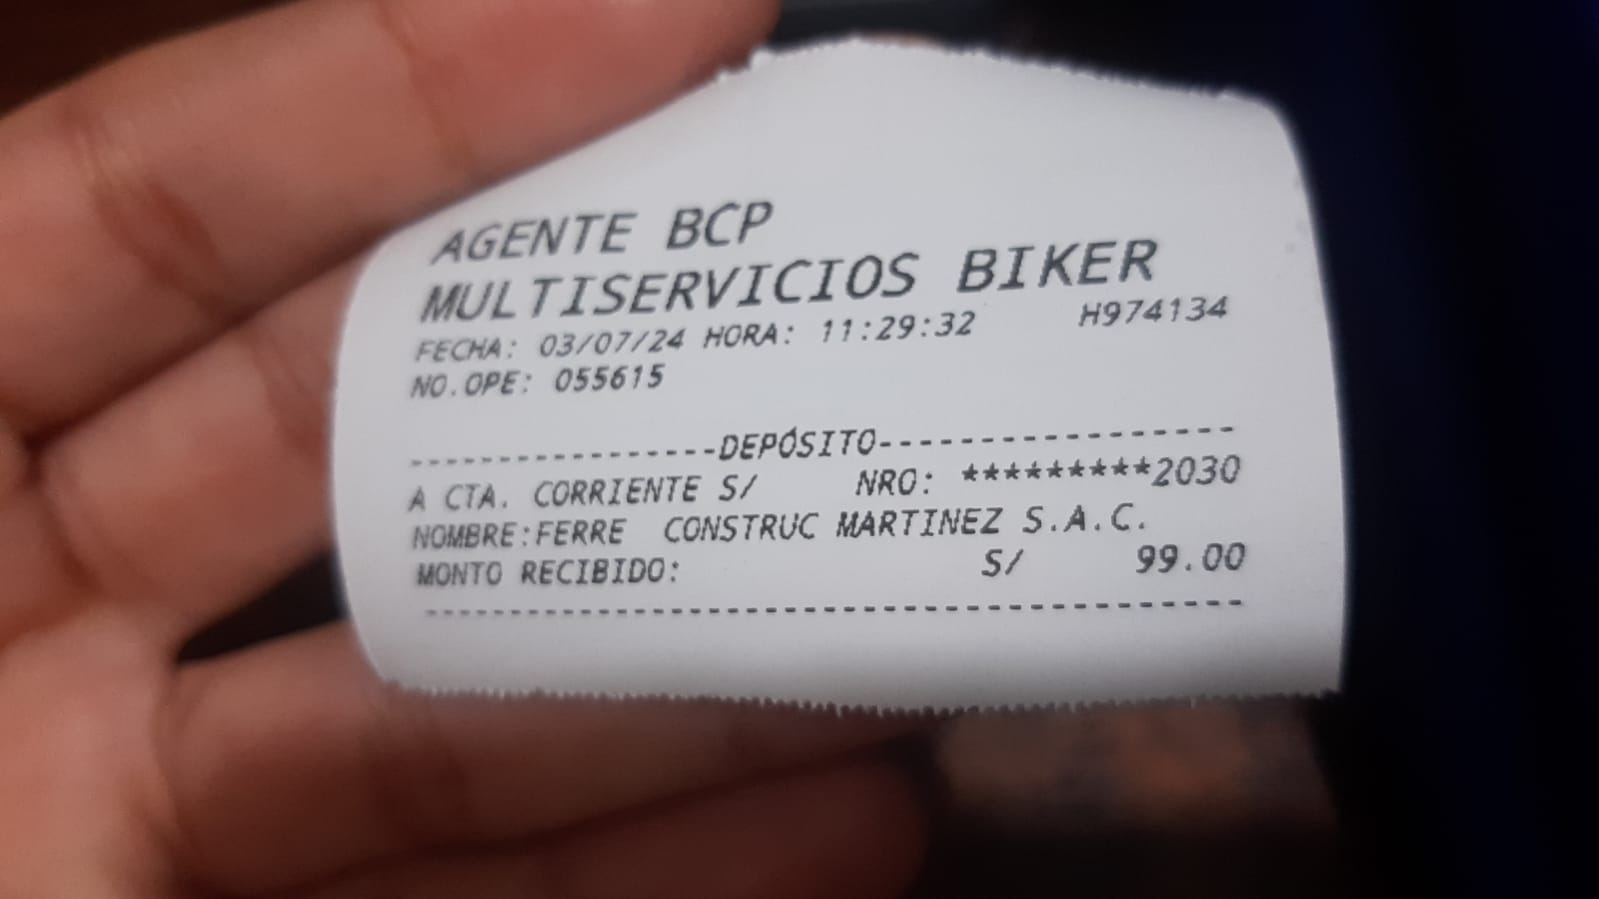 AGENTE BCP
MULTISERVICIOS BIKER
FECHA: 03/07/24 HORA: 11:29:32 H974134
NO.OPE: 055615
-----------------DEPÓSITO-----------------
A CTA. CORRIENTE S/ NRO: *********2030
NOMBRE:FERRE CONSTRUC MARTINEZ S.A.C.
MONTO RECIBIDO: S/ 99.00